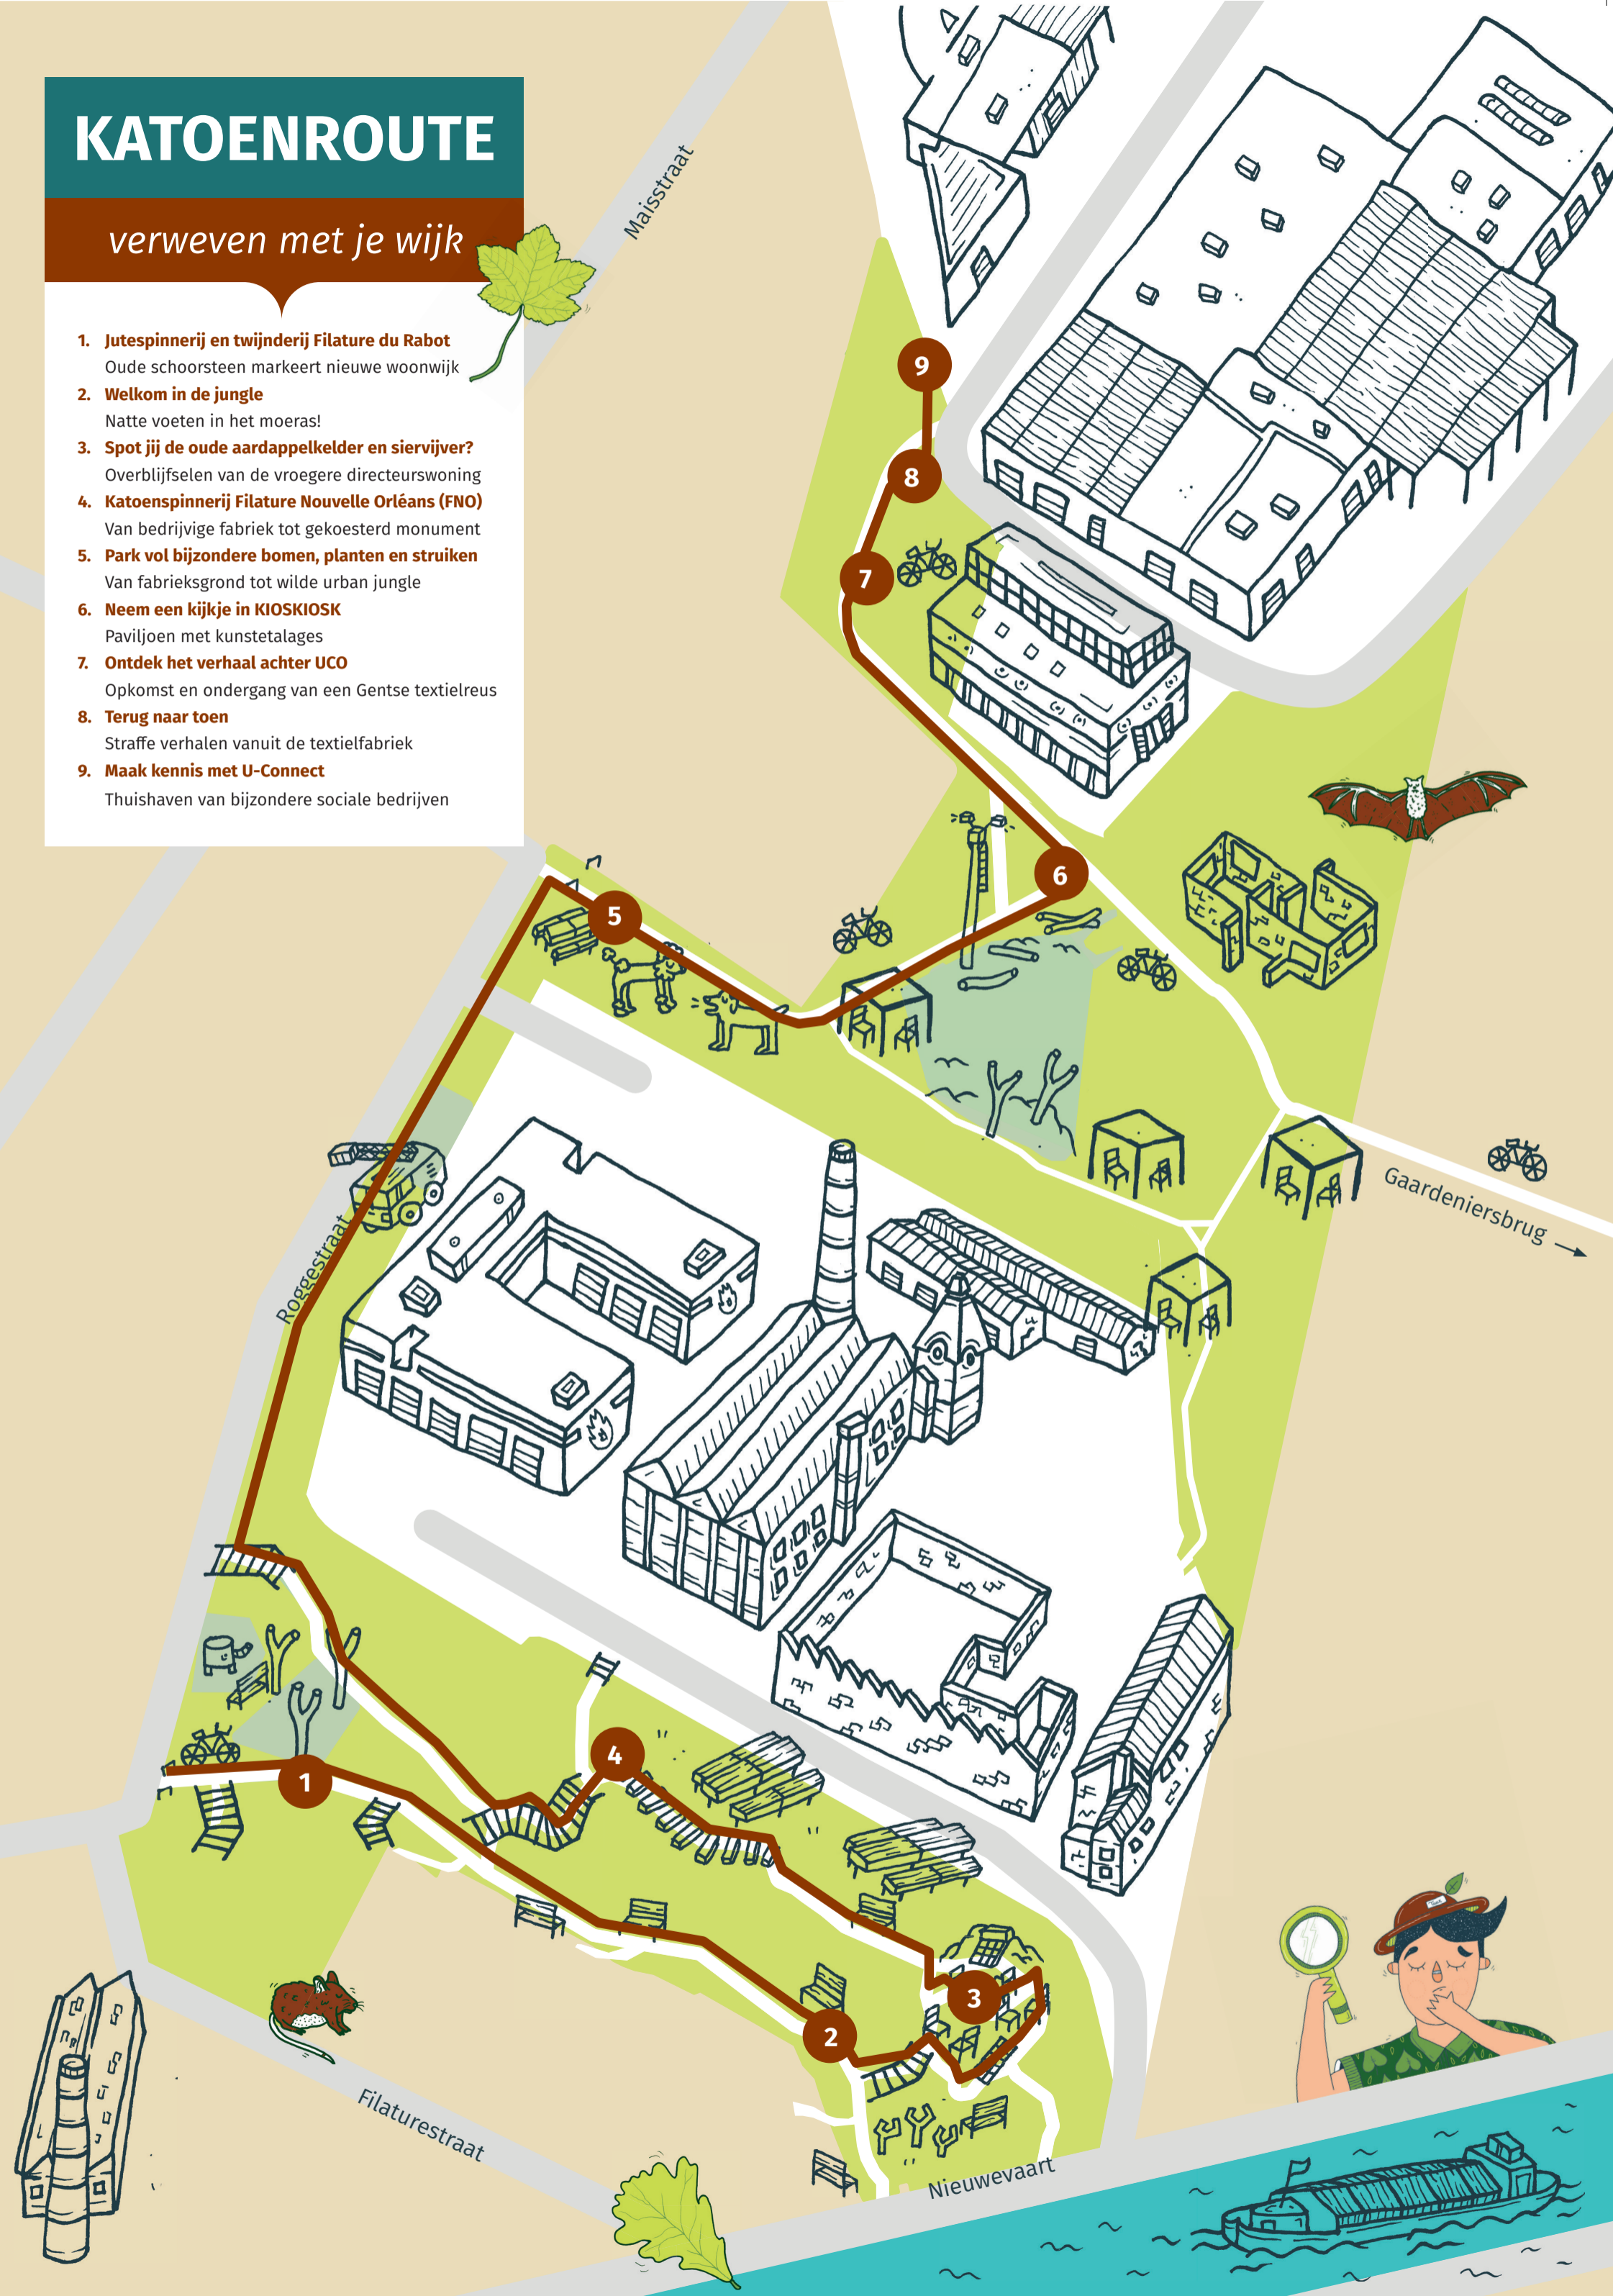 KATOENROUTE
verweven met je wijk
1. Jutespinnerij en twijnderij Filature du Rabot
Oude schoorsteen markeert nieuwe woonwijk
2. Welkom in de jungle
Natte voeten in het moeras!
3. Spot jij de oude aardappelkelder en siervijver?
Overblijfselen van de vroegere directeurswoning
4. Katoenspinnerij Filature Nouvelle Orléans (FNO)
Van bedrijvige fabriek tot gekoesterd monument
5. Park vol bijzondere bomen, planten en struiken
Van fabrieksgrond tot wilde urban jungle
6. Neem een kijkje in KIOSKIOSK
Paviljoen met kunstetalages
7. Ontdek het verhaal achter UCO
Opkomst en ondergang van een Gentse textielreus
8. Terug naar toen
Straffe verhalen vanuit de textielfabriek
9. Maak kennis met U-Connect
Thuishaven van bijzondere sociale bedrijven
Maisstraat
9
8
7
6
5
Gaardeniersbrug →
Roggestraat
4
1
3
2
Filaturestraat
Nieuwevaart